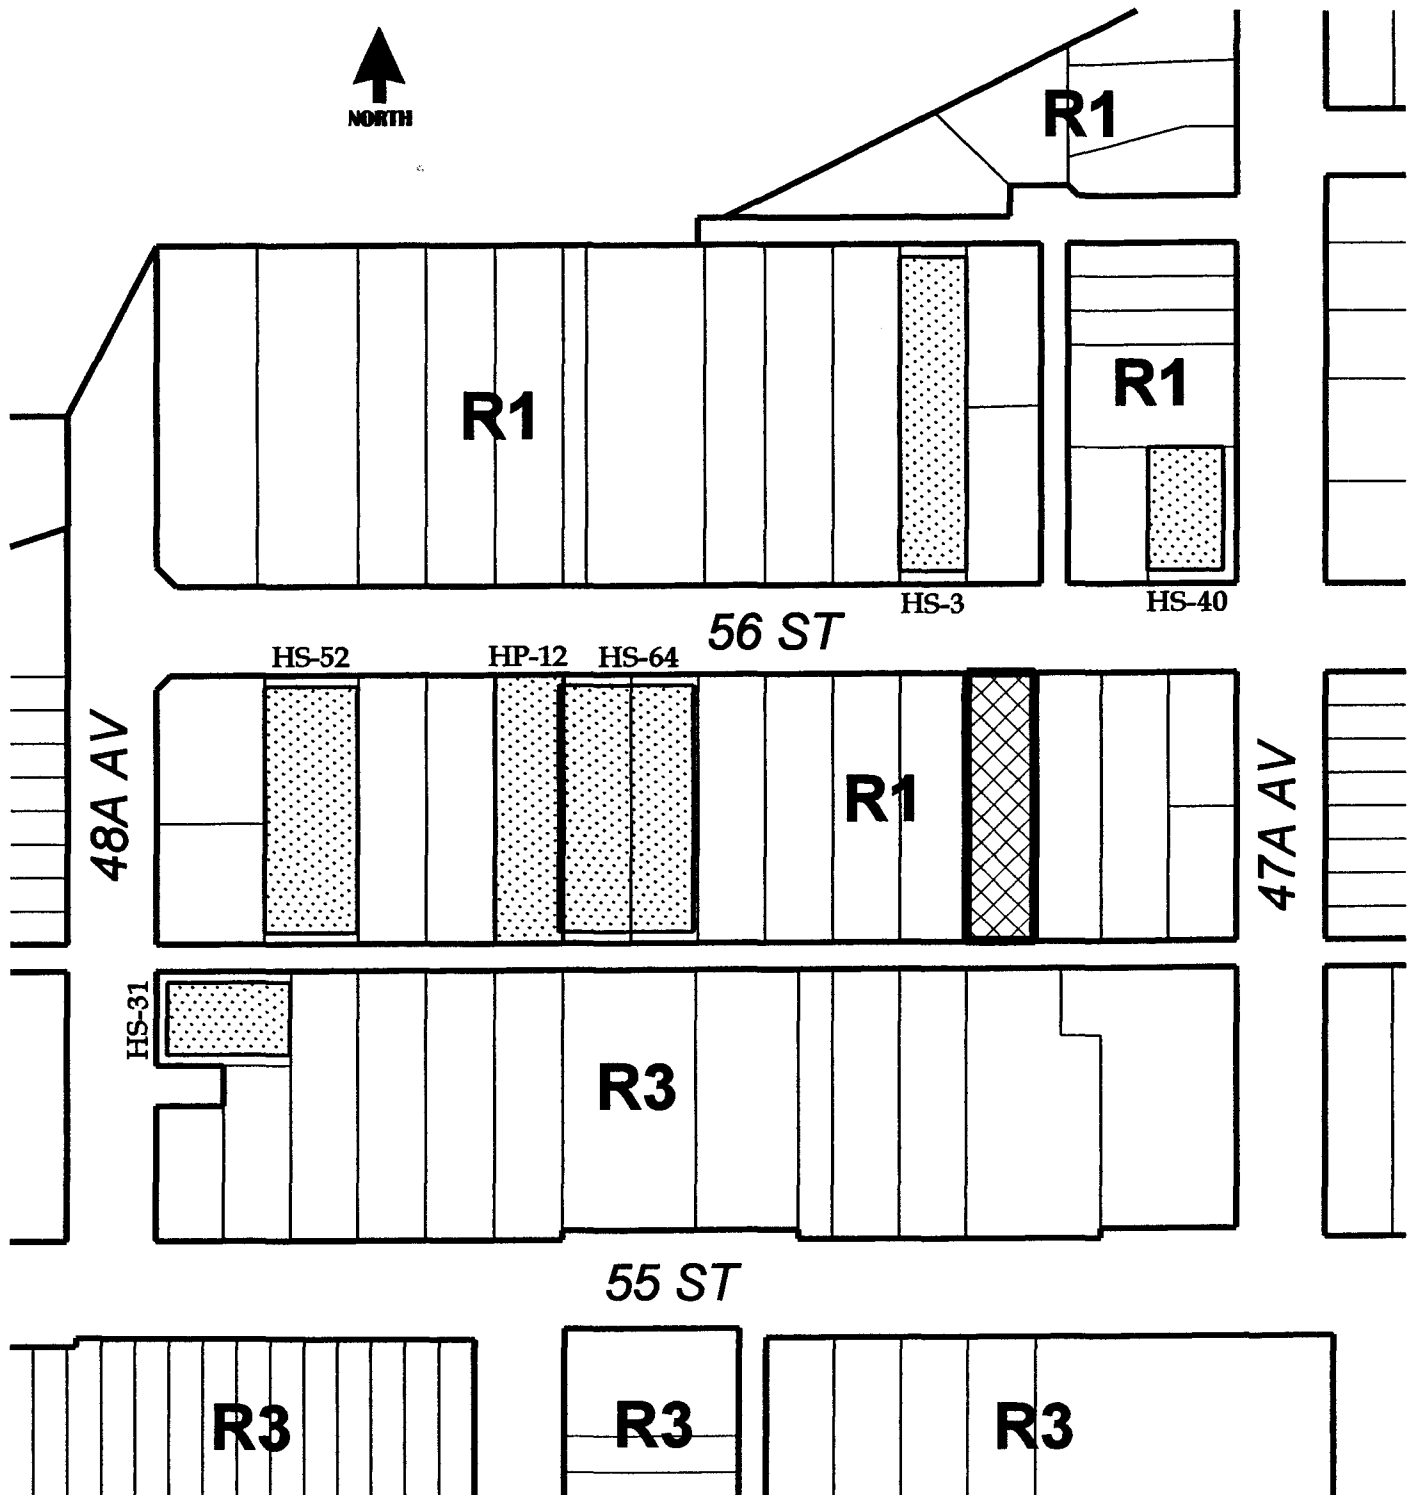 NORTH
R1
R1
R1
HS-3
HS-40
56 ST
HS-52
HP-12
HS-64
48A AV
R1
47A AV
HS-31
R3
55 ST
R3
R3
R3